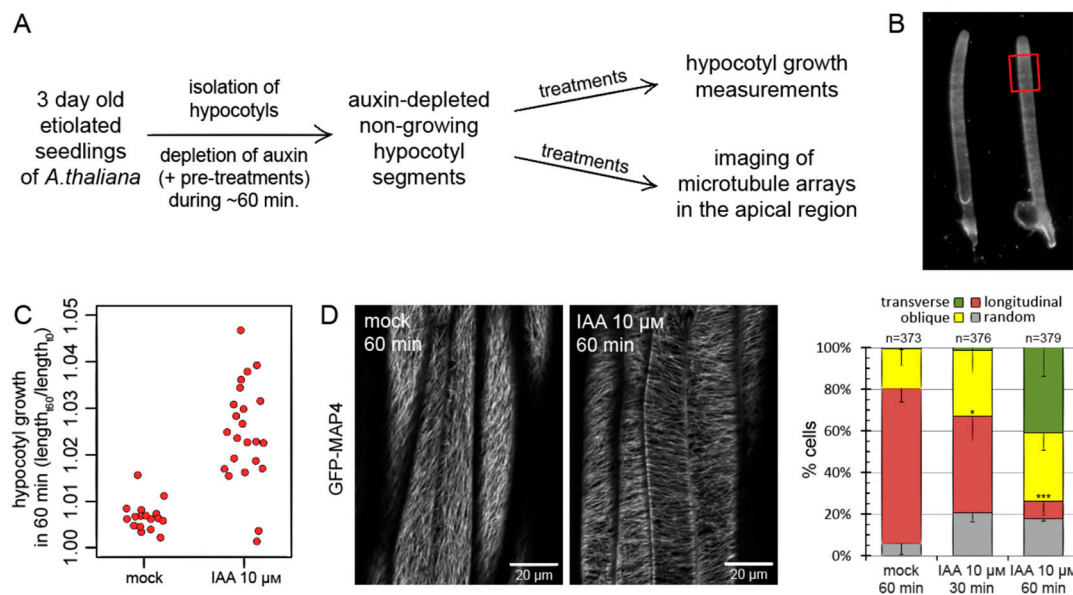 A
3 day old
etiolated
seedlings
of A.thaliana
isolation of
hypocotyls
depletion of auxin
(+ pre-treatments)
during ~60 min.
auxin-depleted
non-growing
hypocotyl
segments
treatments
hypocotyl growth
measurements
treatments
imaging of
microtubule arrays
in the apical region
B
C
hypocotyl growth
in 60 min (length t60/length t0)
1.05
1.04
1.03
1.02
1.01
1.00
mock
IAA 10 µM
D
GFP-MAP4
mock
60 min
20 µm
IAA 10 µM
60 min
20 µm
transverse longitudinal
oblique random
n=373 n=376 n=379
% cells
100%
80%
60%
40%
20%
0%
*
***
mock
60 min
IAA 10 µM
30 min
IAA 10 µM
60 min